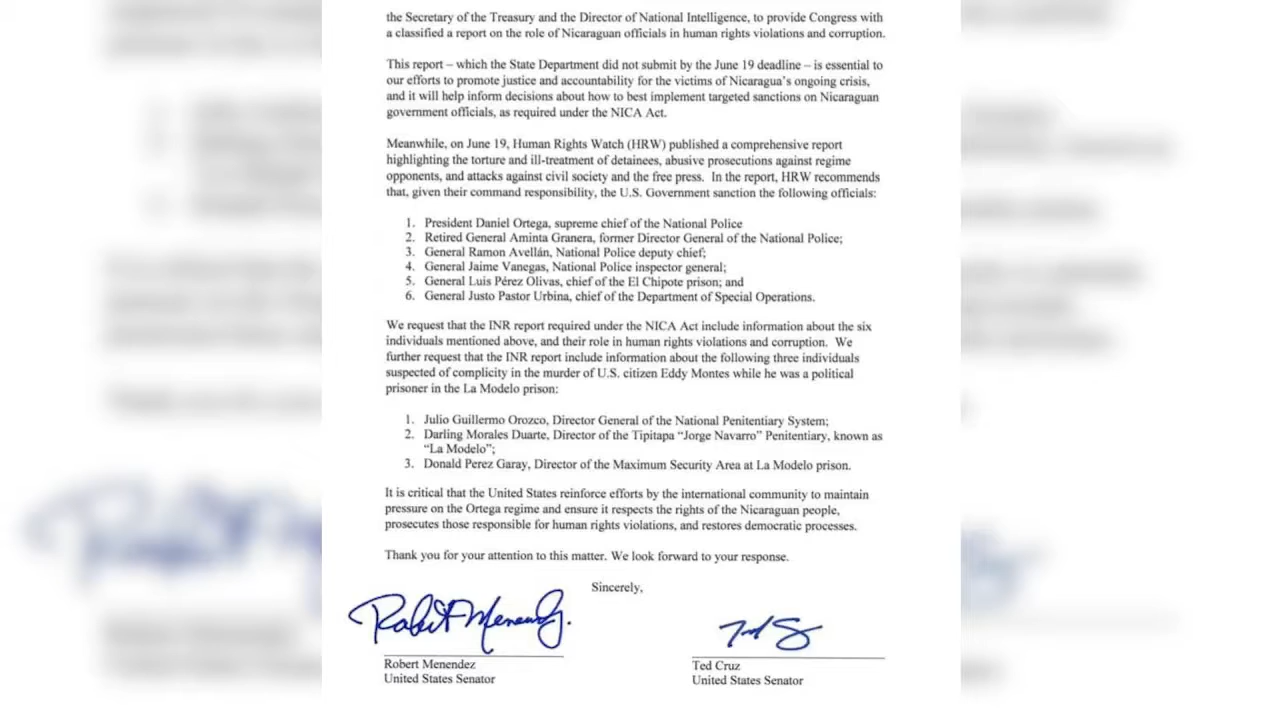 the Secretary of the Treasury and the Director of National Intelligence, to provide Congress with
a classified a report on the role of Nicaraguan officials in human rights violations and corruption.
This report – which the State Department did not submit by the June 19 deadline – is essential to
our efforts to promote justice and accountability for the victims of Nicaragua's ongoing crisis,
and it will help inform decisions about how to best implement targeted sanctions on Nicaraguan
government officials, as required under the NICA Act.
Meanwhile, on June 19, Human Rights Watch (HRW) published a comprehensive report
highlighting the torture and ill-treatment of detainees, abusive prosecutions against regime
opponents, and attacks against civil society and the free press. In the report, HRW recommends
that, given their command responsibility, the U.S. Government sanction the following officials:
1. President Daniel Ortega, supreme chief of the National Police
2. Retired General Aminta Granera, former Director General of the National Police;
3. General Ramon Avellán, National Police deputy chief;
4. General Jaime Vanegas, National Police inspector general;
5. General Luis Pérez Olivas, chief of the El Chipote prison; and
6. General Justo Pastor Urbina, chief of the Department of Special Operations.
We request that the INR report required under the NICA Act include information about the six
individuals mentioned above, and their role in human rights violations and corruption. We
further request that the INR report include information about the following three individuals
suspected of complicity in the murder of U.S. citizen Eddy Montes while he was a political
prisoner in the La Modelo prison:
1. Julio Guillermo Orozco, Director General of the National Penitentiary System;
2. Darling Morales Duarte, Director of the Tipitapa “Jorge Navarro” Penitentiary, known as
“La Modelo”;
3. Donald Perez Garay, Director of the Maximum Security Area at La Modelo prison.
It is critical that the United States reinforce efforts by the international community to maintain
pressure on the Ortega regime and ensure it respects the rights of the Nicaraguan people,
prosecutes those responsible for human rights violations, and restores democratic processes.
Thank you for your attention to this matter. We look forward to your response.
Sincerely,
Robert Menendez
United States Senator
Ted Cruz
United States Senator